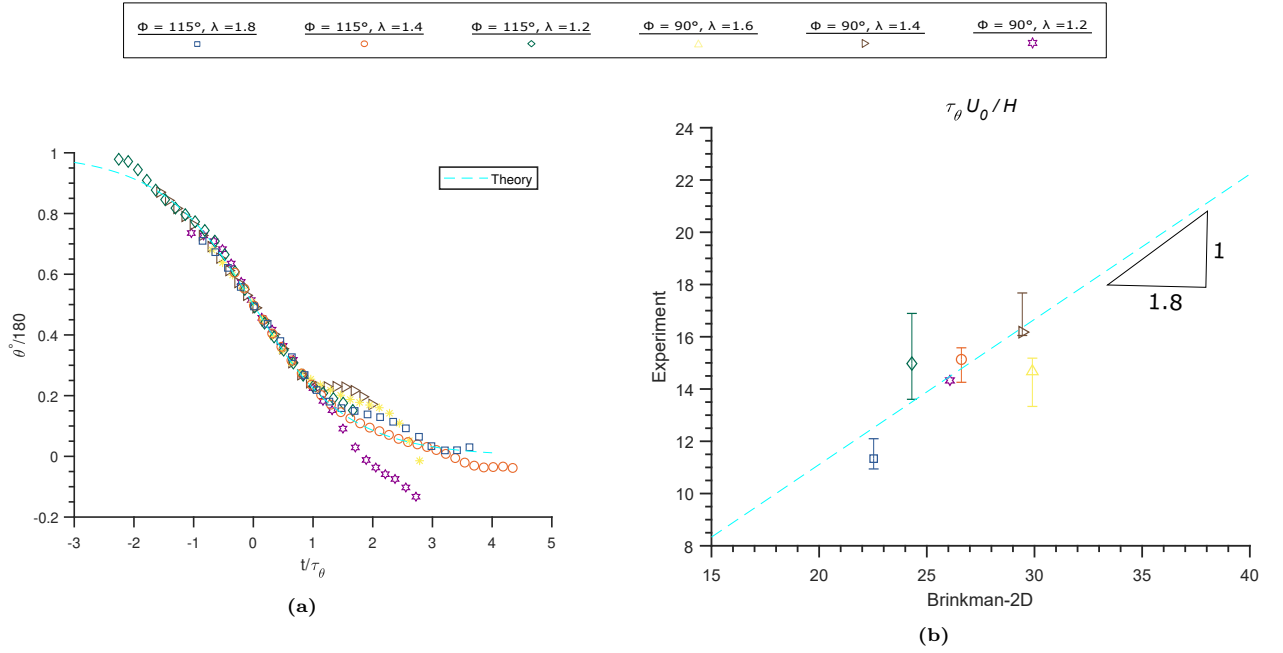 Φ = 115°, λ = 1.8 Φ = 115°, λ = 1.4 Φ = 115°, λ = 1.2 Φ = 90°, λ = 1.6 Φ = 90°, λ = 1.4 Φ = 90°, λ = 1.2
1
0.8
0.6
0.4
0.2
0
-0.2
θ°/180
-3 -2 -1 0 1 2 3 4 5
t/τθ
Theory
(a)
τθ U0 / H
24
22
20
18
16
14
12
10
8
Experiment
1
1.8
15 20 25 30 35 40
Brinkman-2D
(b)